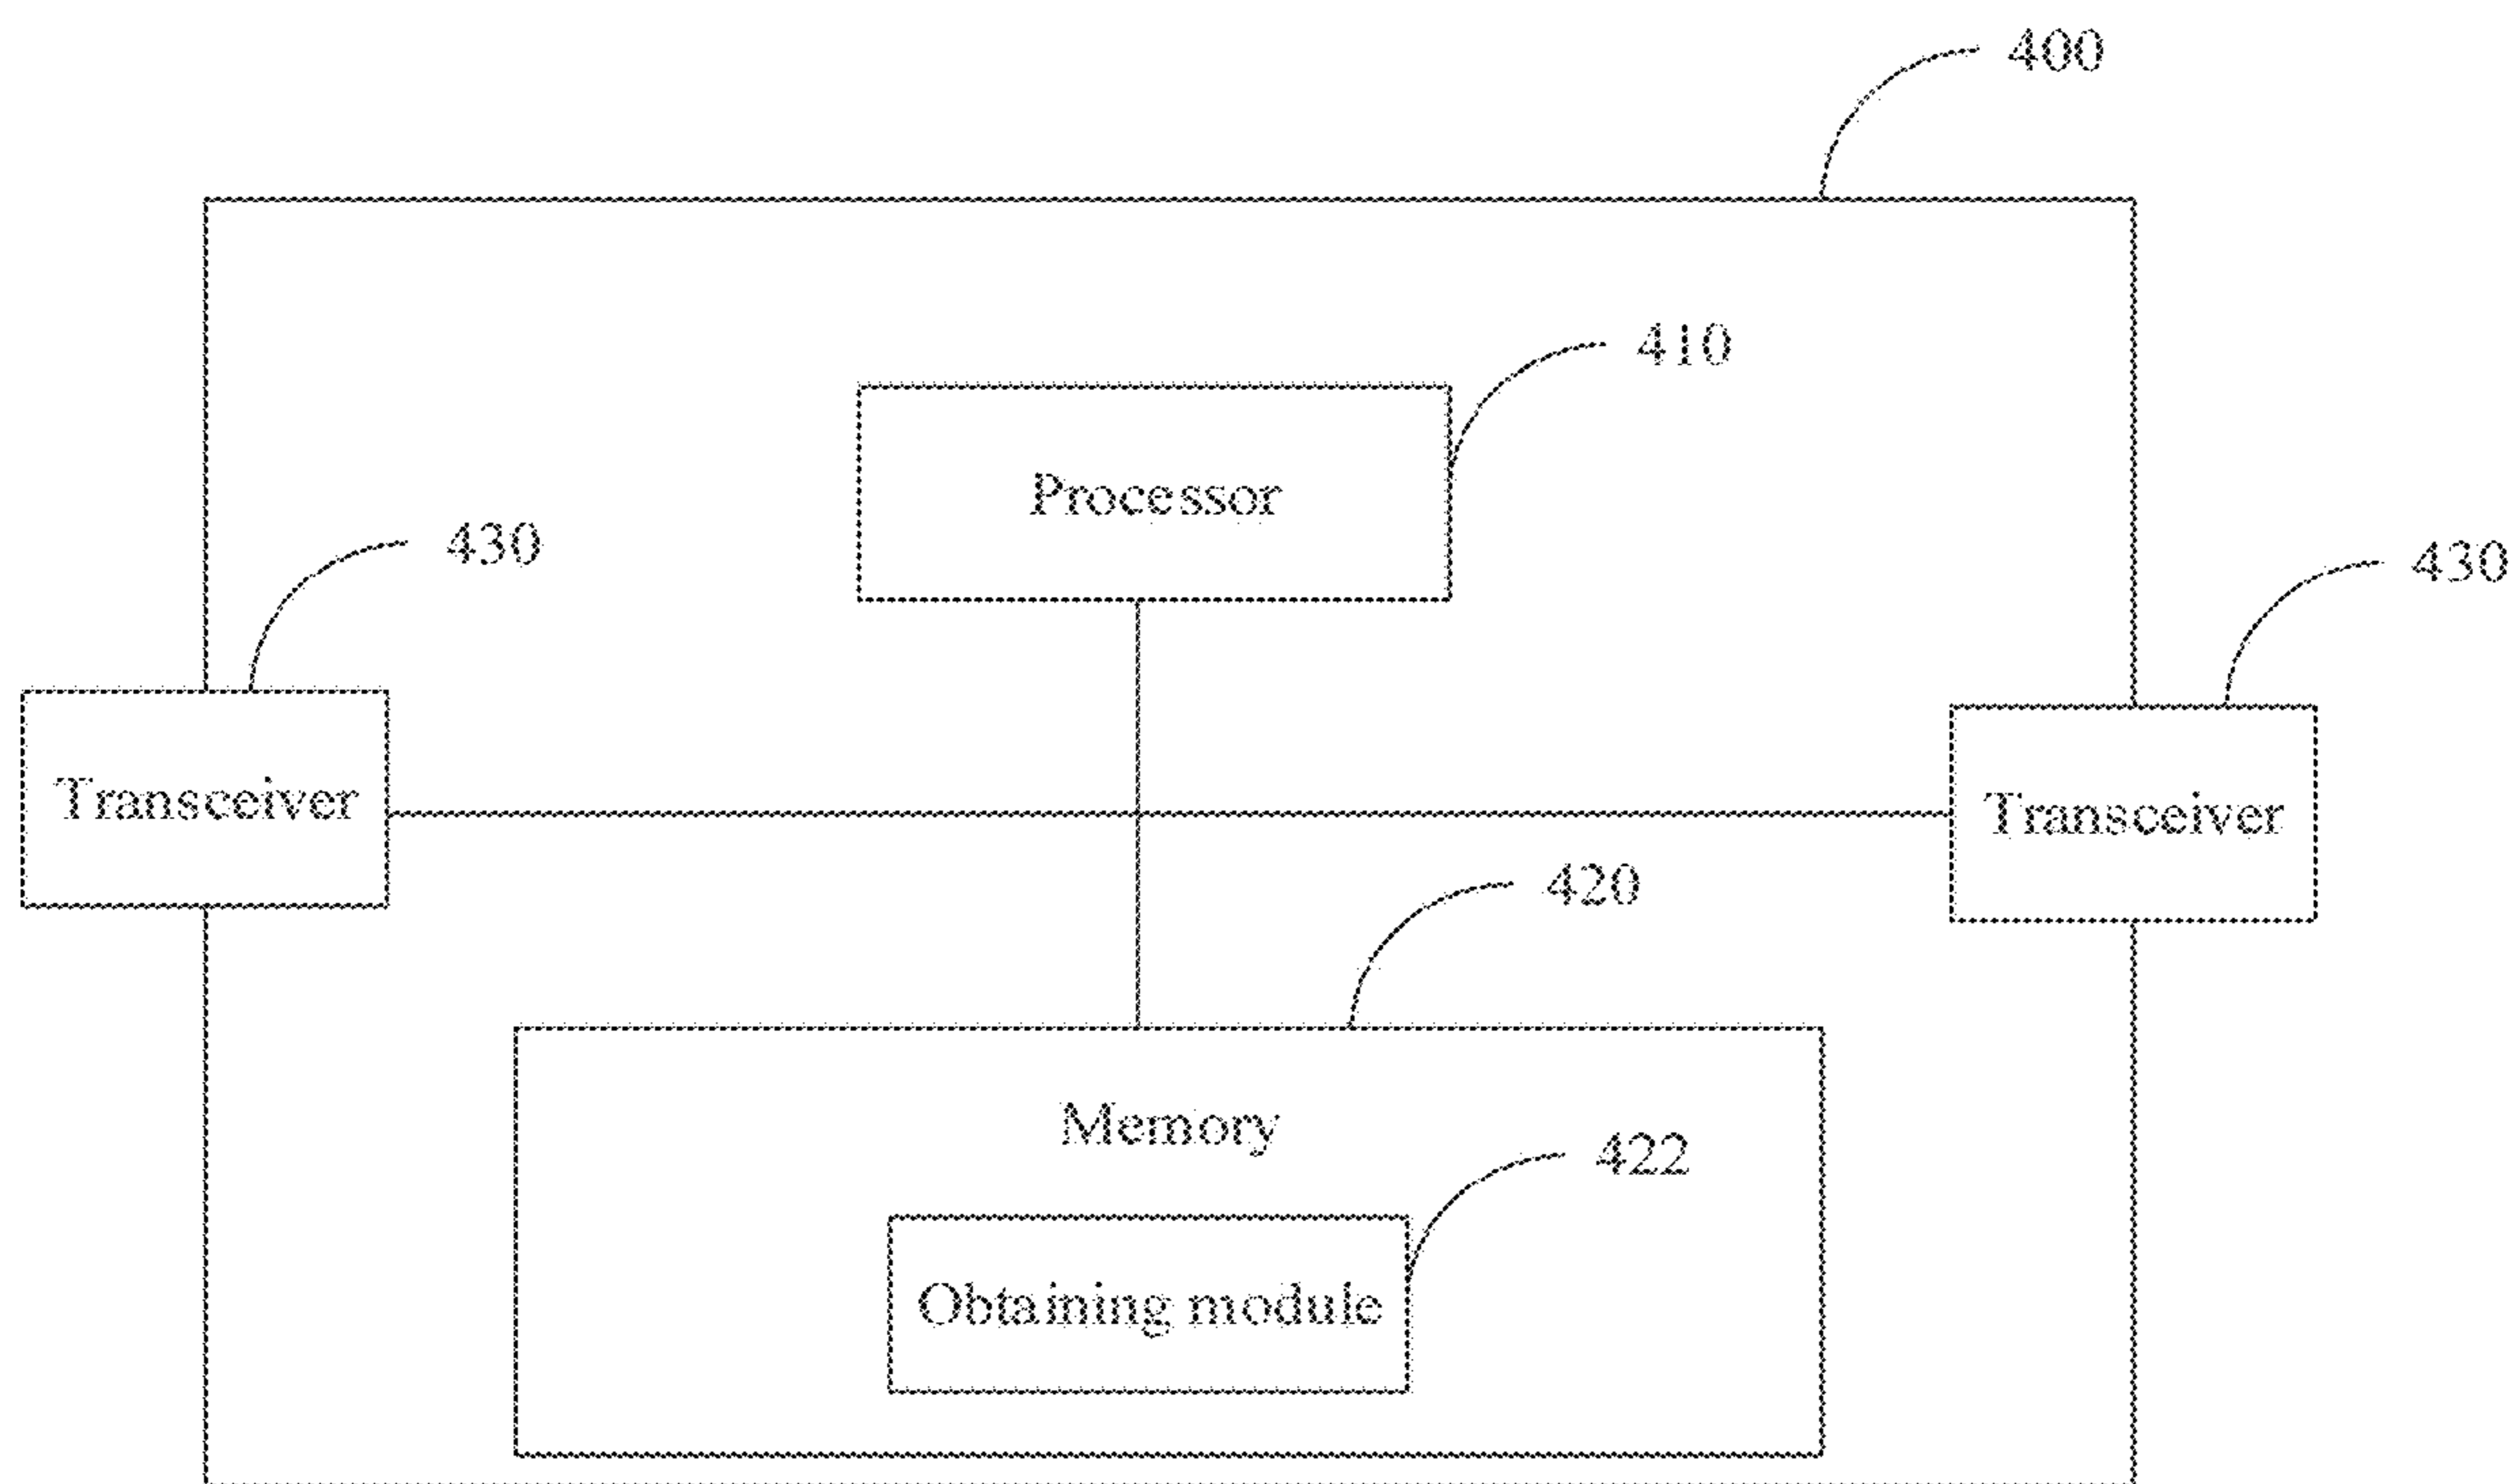 400
410
Processor
430
430
Transceiver
Transceiver
420
Memory
422
Obtaining module